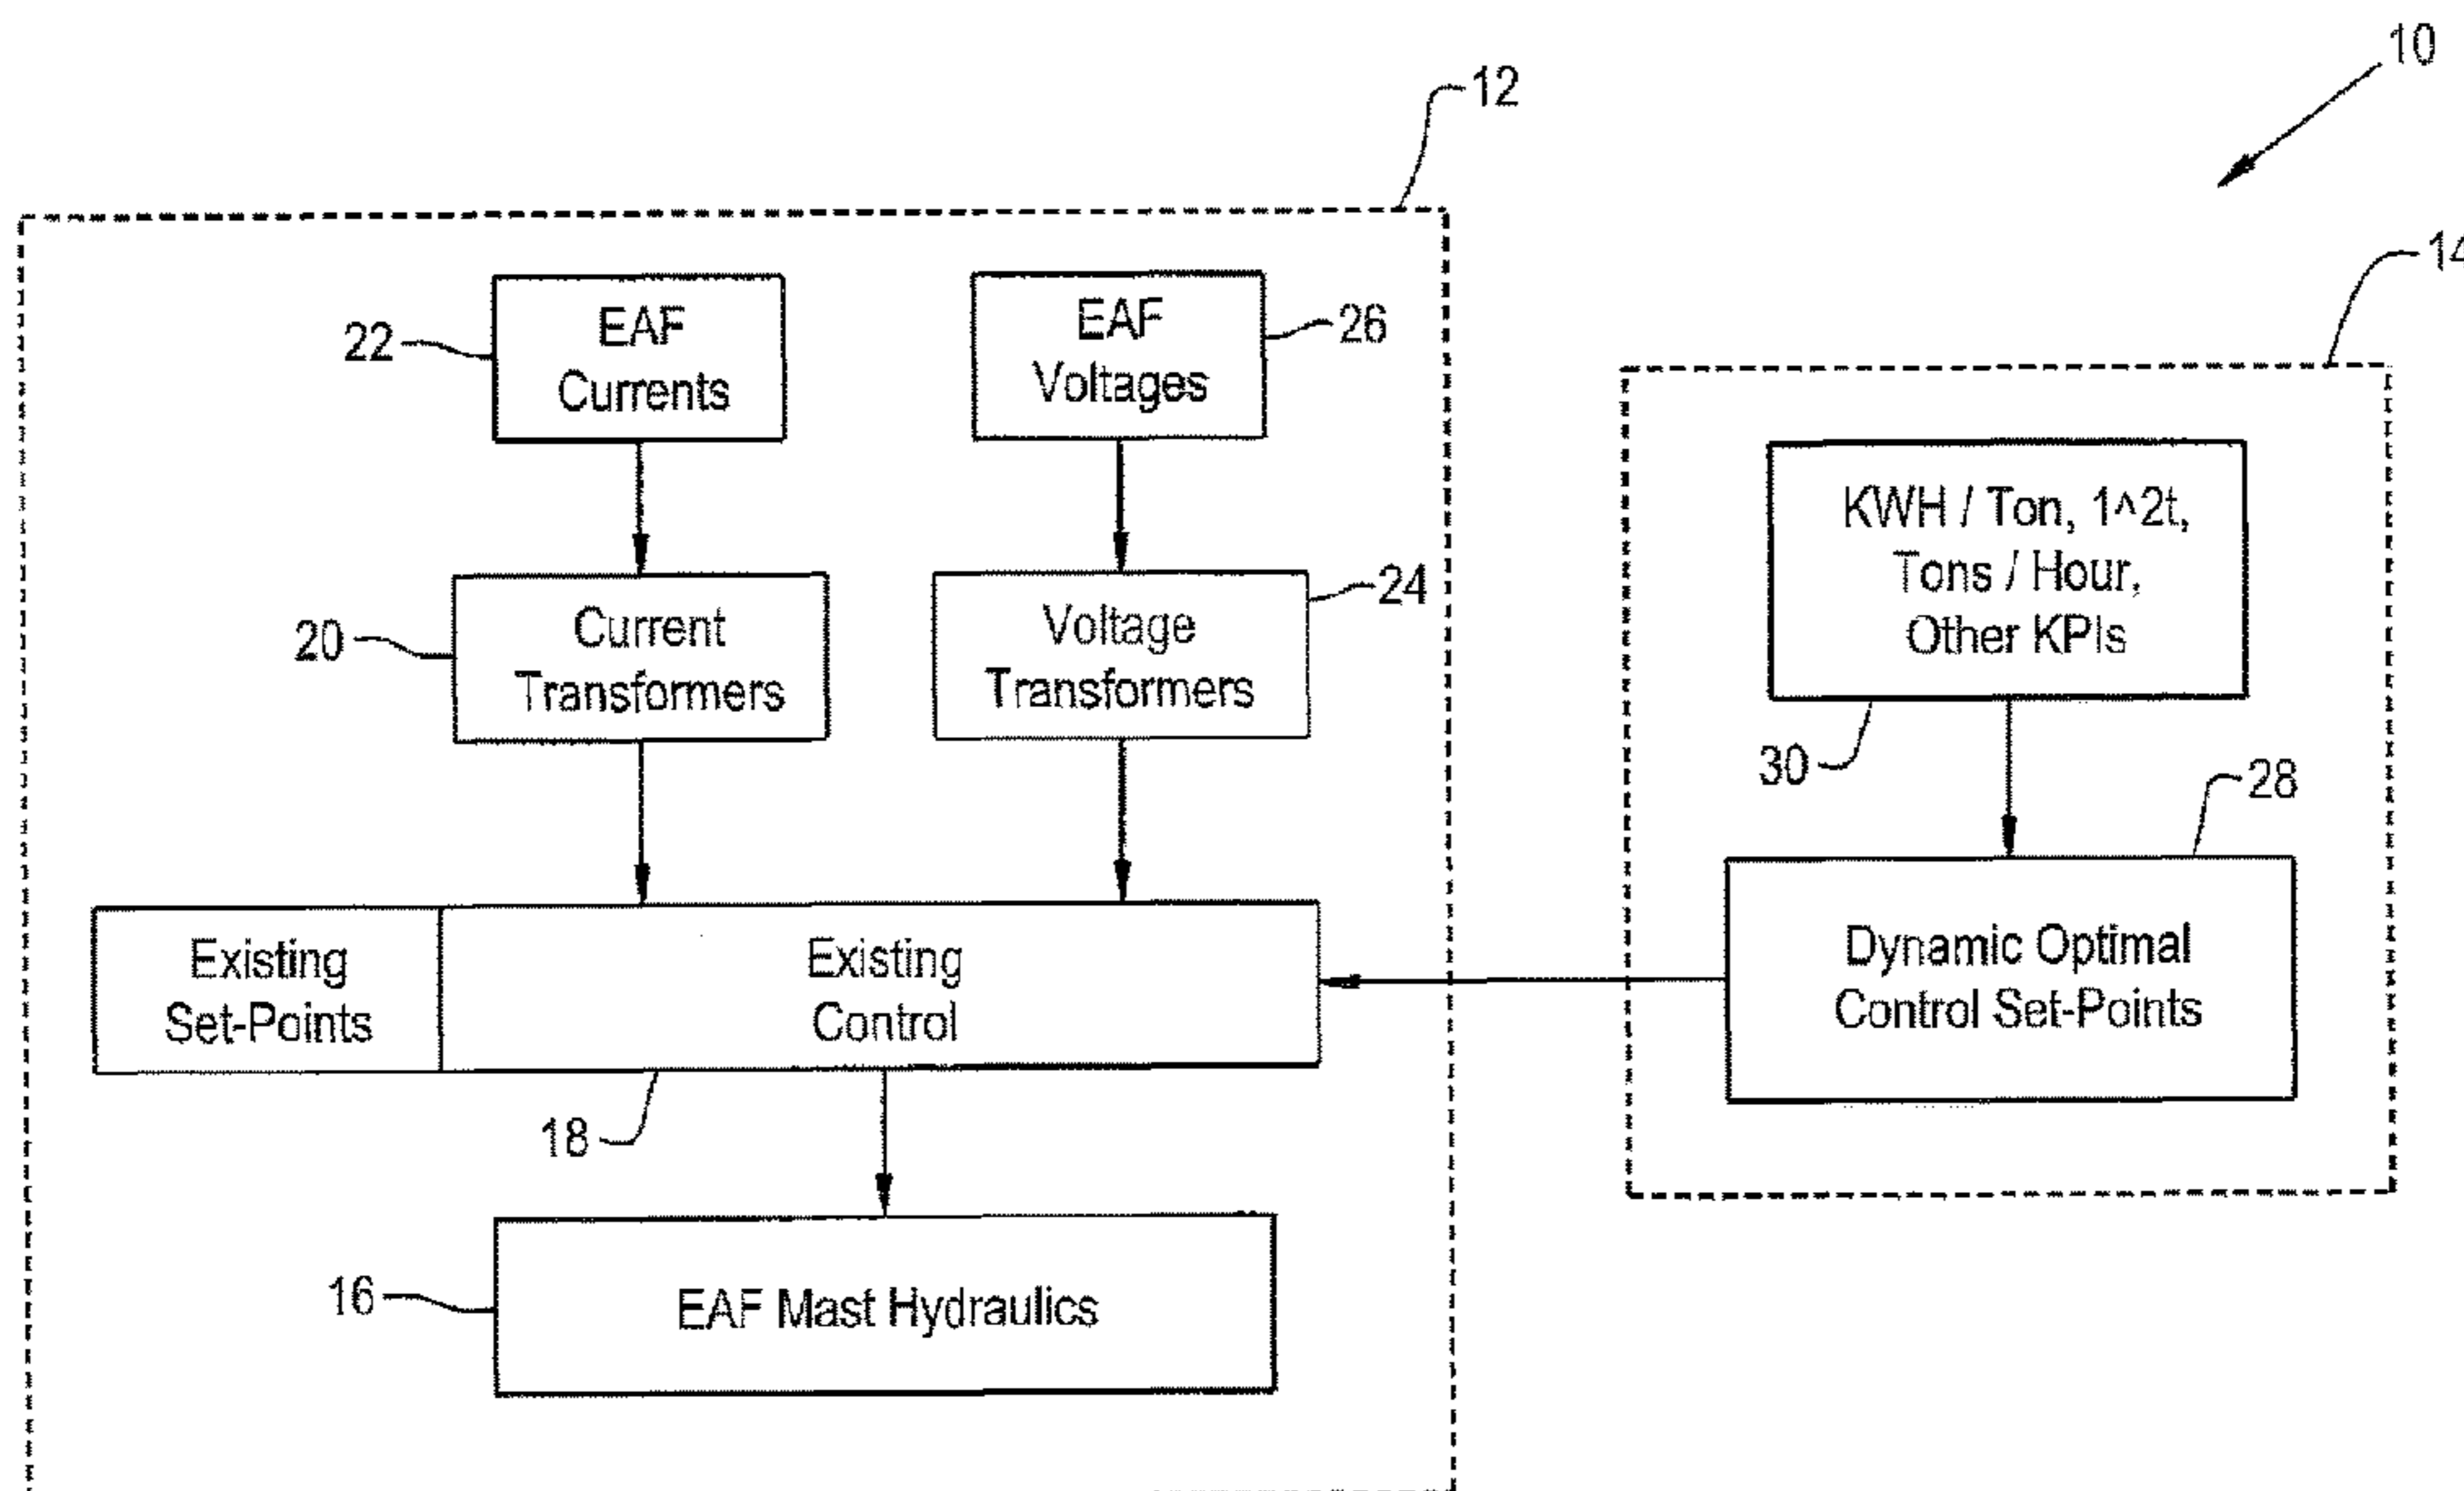 10
12
14
EAF
Currents
22
EAF
Voltages
26
KWH / Ton, 1^2t,
Tons / Hour,
Other KPIs
30
Current
Transformers
20
Voltage
Transformers
24
28
Existing
Set-Points
Existing
Control
18
Dynamic Optimal
Control Set-Points
16
EAF Mast Hydraulics